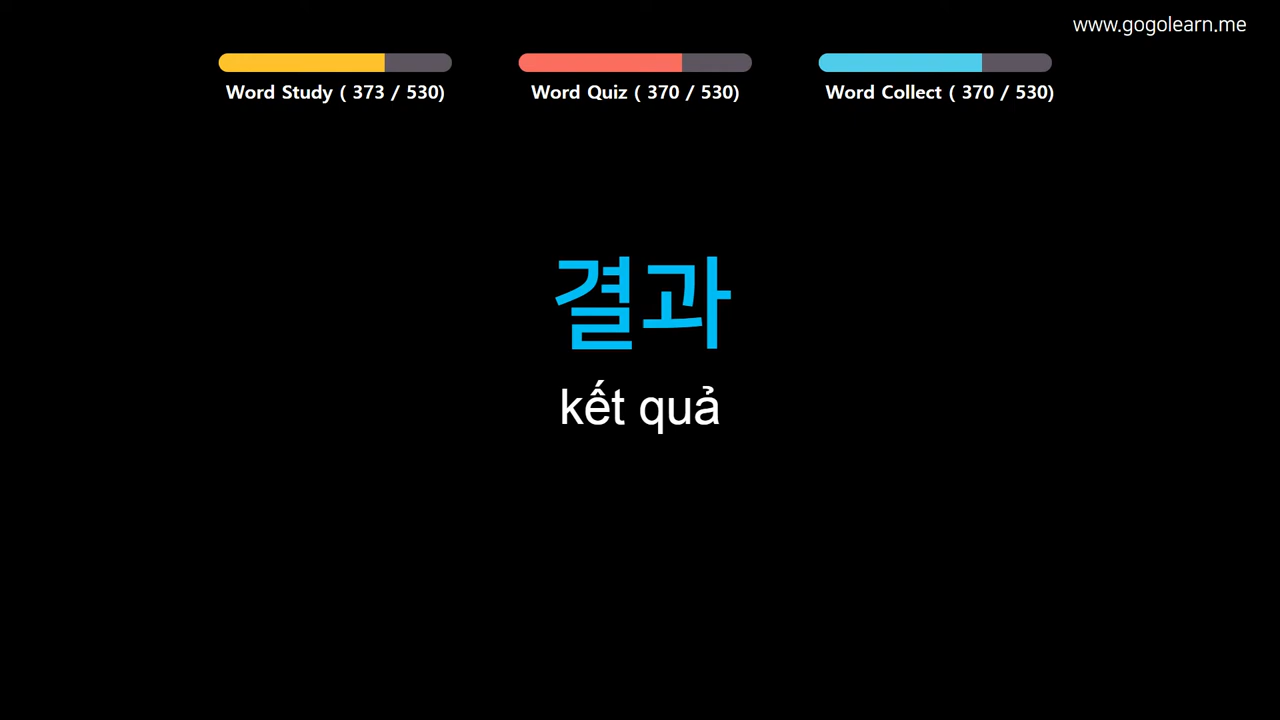 www.gogolearn.me
Word Study ( 373 / 530)
Word Quiz ( 370 / 530)
Word Collect ( 370 / 530)
결과
kết quả